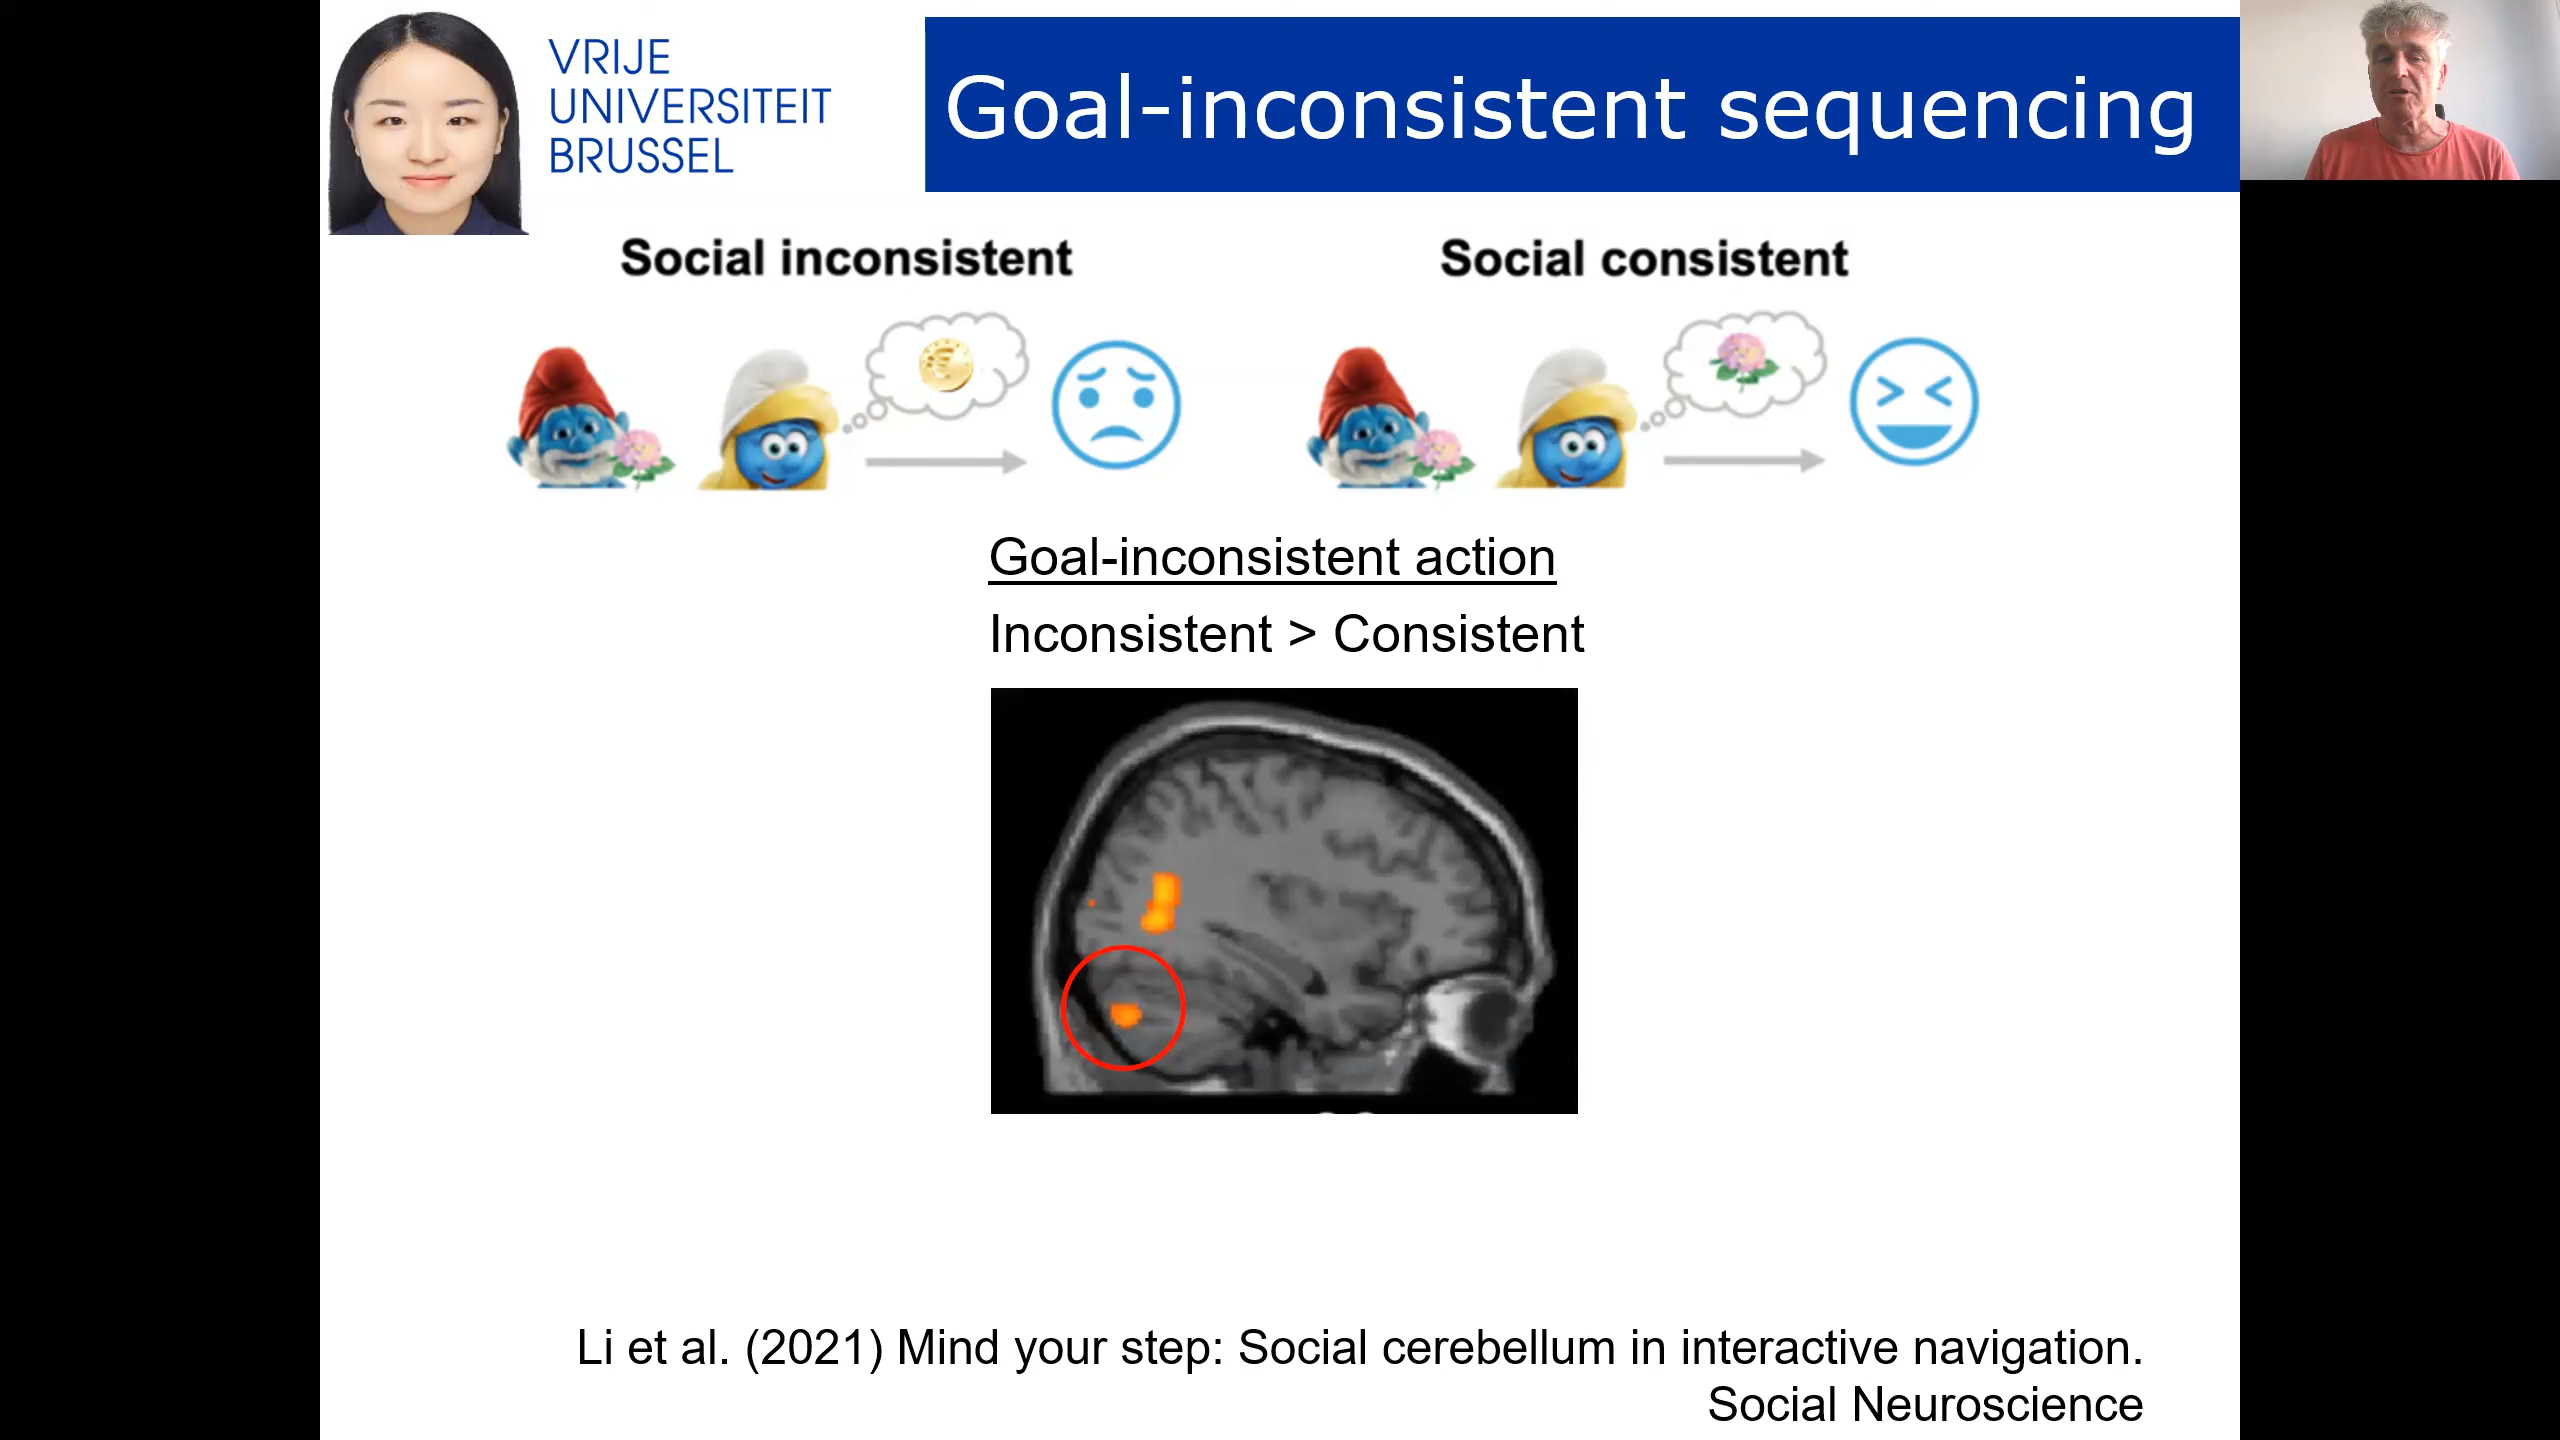 VRIJE
UNIVERSITEIT
BRUSSEL
Goal-inconsistent sequencing
Social inconsistent
Social consistent
€
Goal-inconsistent action
Inconsistent > Consistent
Li et al. (2021) Mind your step: Social cerebellum in interactive navigation.
Social Neuroscience